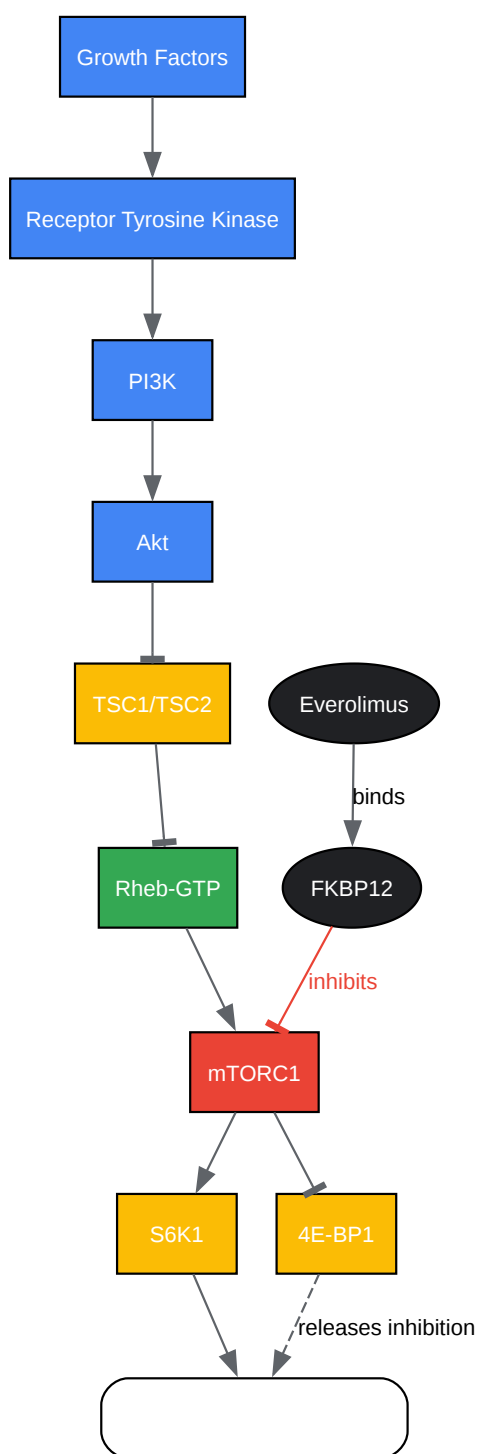 Growth Factors
Receptor Tyrosine Kinase
PI3K
Akt
TSC1/TSC2
Everolimus
binds
Rheb-GTP
FKBP12
inhibits
mTORC1
S6K1
4E-BP1
releases inhibition